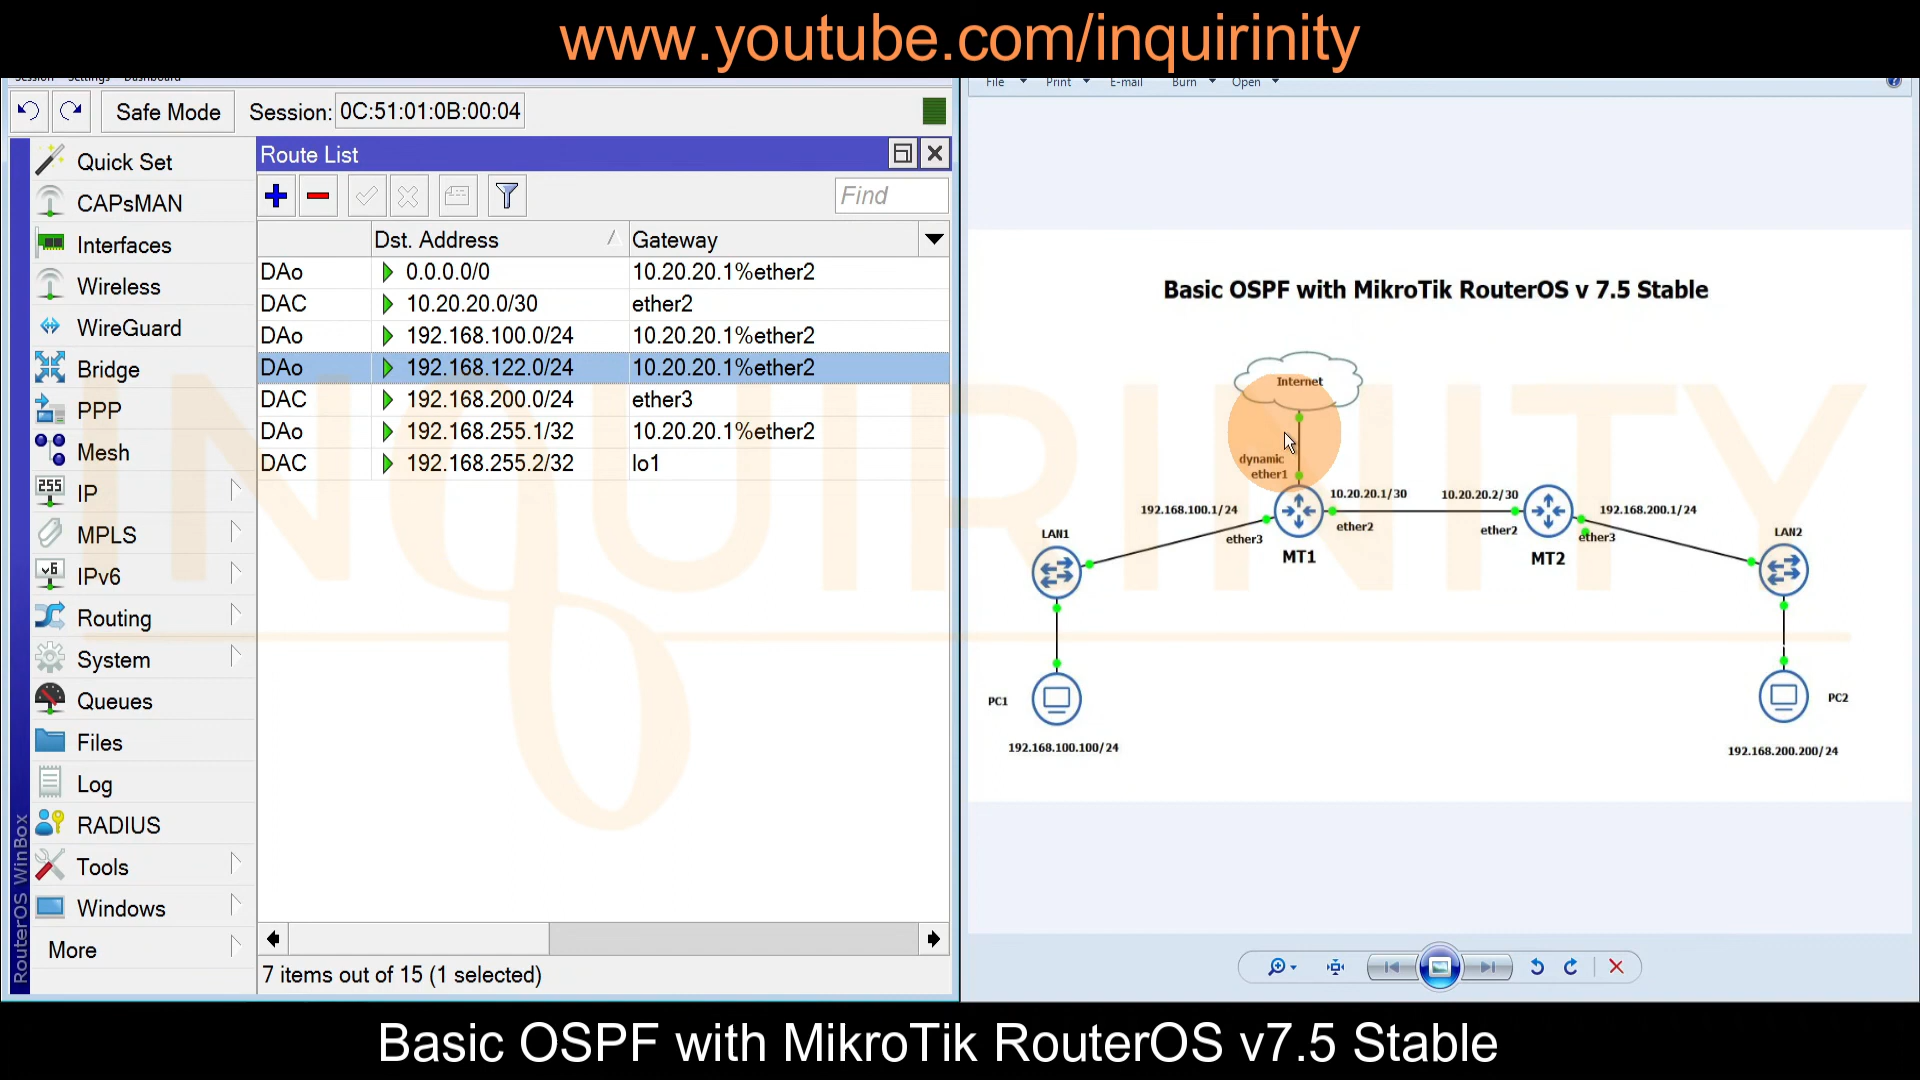 www.youtube.com/inquirinity
Session Settings Dashboard
File Print E-mail Burn Open
Safe Mode Session: 0C:51:01:0B:00:04
Quick Set
CAPsMAN
Interfaces
Wireless
WireGuard
Bridge
PPP
Mesh
255 IP
MPLS
v6 IPv6
Routing
System
Queues
Files
Log
RADIUS
Tools
Windows
More
RouterOS WinBox
Route List
Find
Dst. Address Gateway
DAo 0.0.0.0/0 10.20.20.1%ether2
DAC 10.20.20.0/30 ether2
DAo 192.168.100.0/24 10.20.20.1%ether2
DAo 192.168.122.0/24 10.20.20.1%ether2
DAC 192.168.200.0/24 ether3
DAo 192.168.255.1/32 10.20.20.1%ether2
DAC 192.168.255.2/32 lo1
7 items out of 15 (1 selected)
Basic OSPF with MikroTik RouterOS v 7.5 Stable
Internet
dynamic
ether1
10.20.20.1/30 10.20.20.2/30
192.168.100.1/24 192.168.200.1/24
ether2 ether2
ether3 ether3
LAN1 LAN2
MT1 MT2
PC1 PC2
192.168.100.100/24 192.168.200.200/24
INQUIRINITY
Basic OSPF with MikroTik RouterOS v7.5 Stable